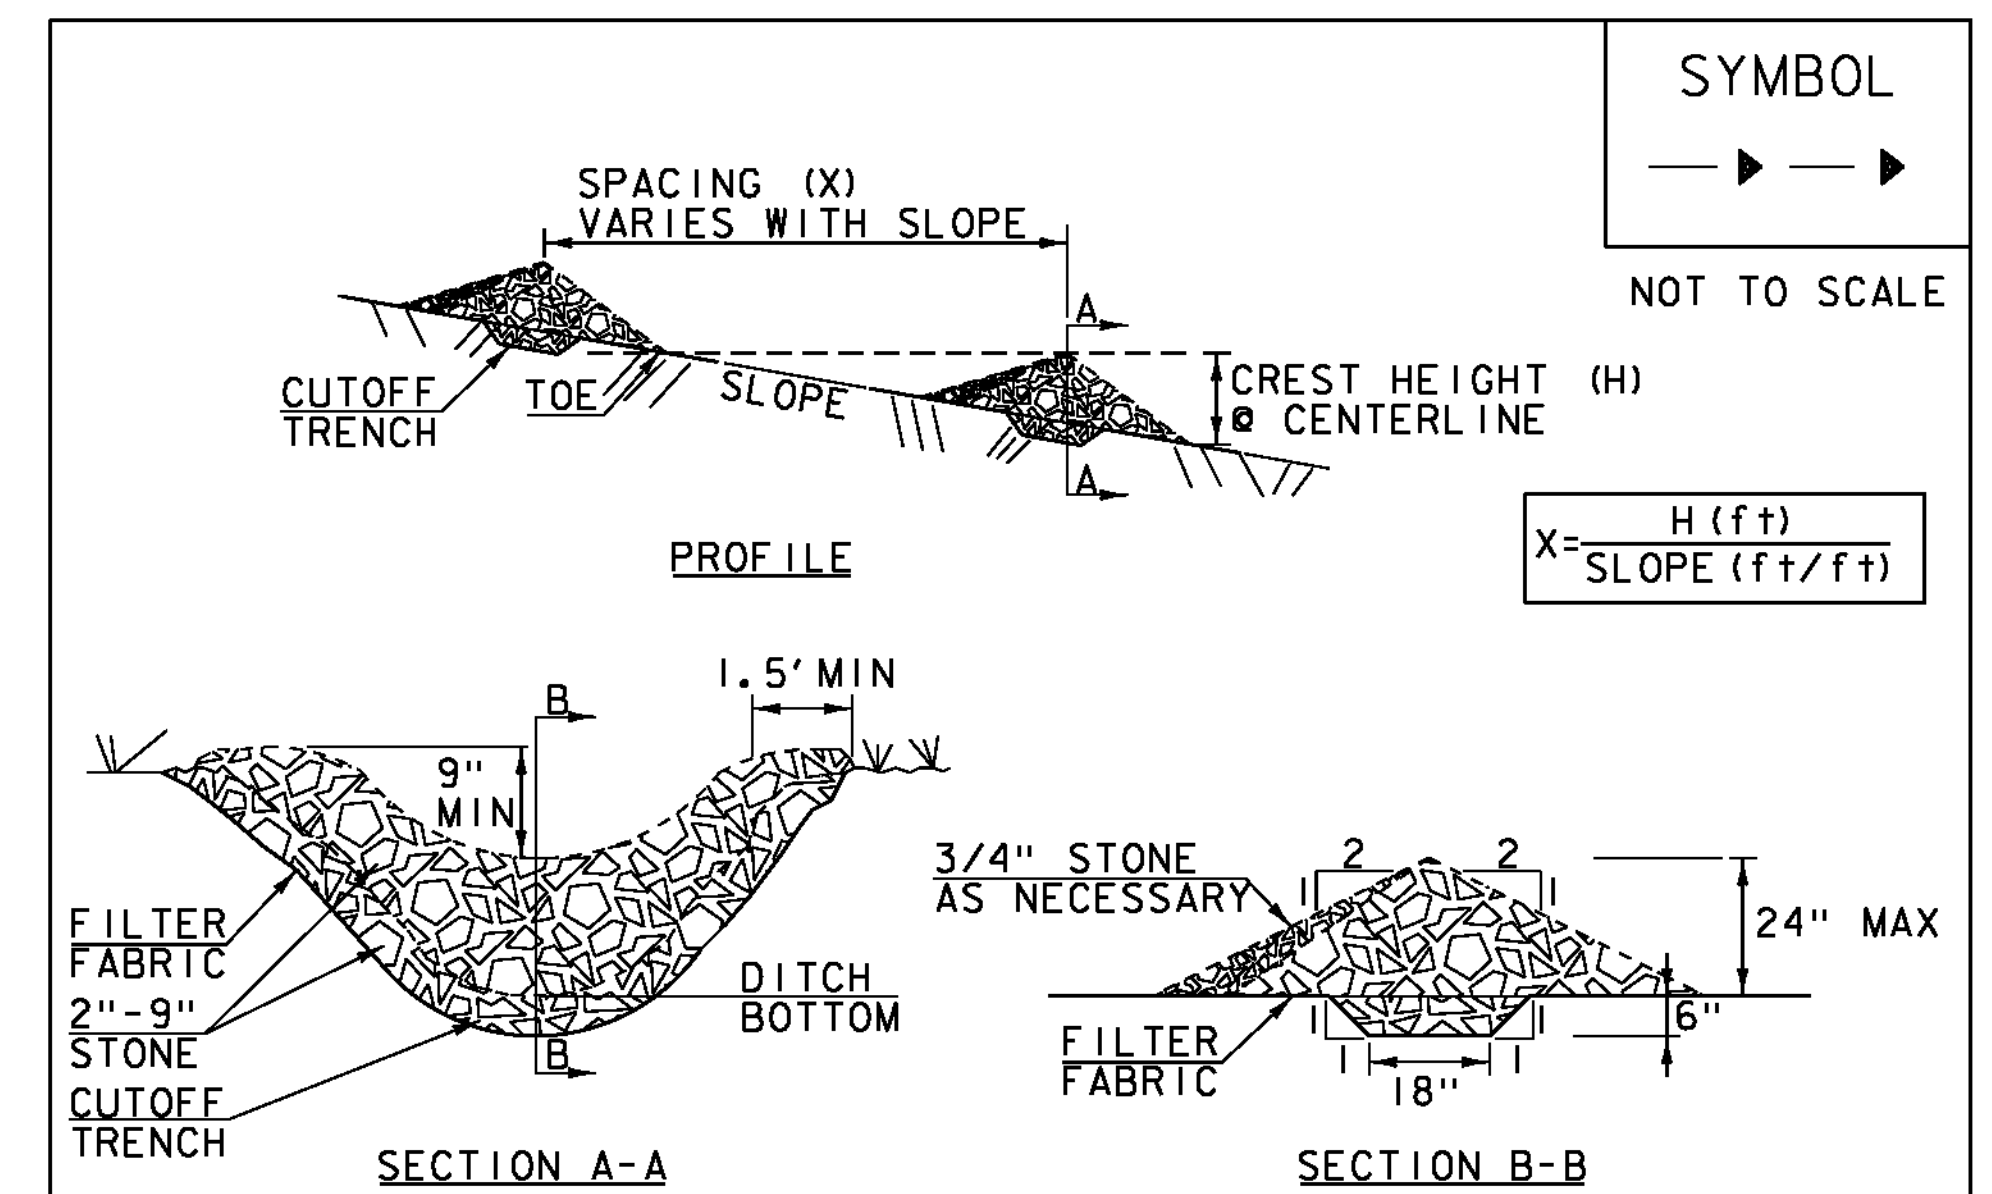 SYMBOL
NOT TO SCALE
SPACING (X)
VARIES WITH SLOPE
A
CUTOFF
TRENCH
TOE
SLOPE
CREST HEIGHT (H)
@ CENTERLINE
A
PROFILE
X= H (ft)
SLOPE (ft/ft)
1.5' MIN
B
9"
MIN
FILTER
FABRIC
2"-9"
STONE
CUTOFF
TRENCH
DITCH
BOTTOM
B
SECTION A-A
3/4" STONE
AS NECESSARY
2
2
1
1
24" MAX
6"
1
1
1
1
18"
FILTER
FABRIC
SECTION B-B